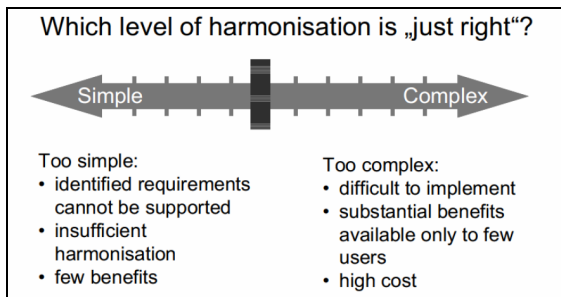 Which level of harmonisation is „just right“?
Simple
Complex
Too simple:
• identified requirements
cannot be supported
• insufficient
harmonisation
• few benefits
Too complex:
• difficult to implement
• substantial benefits
available only to few
users
• high cost